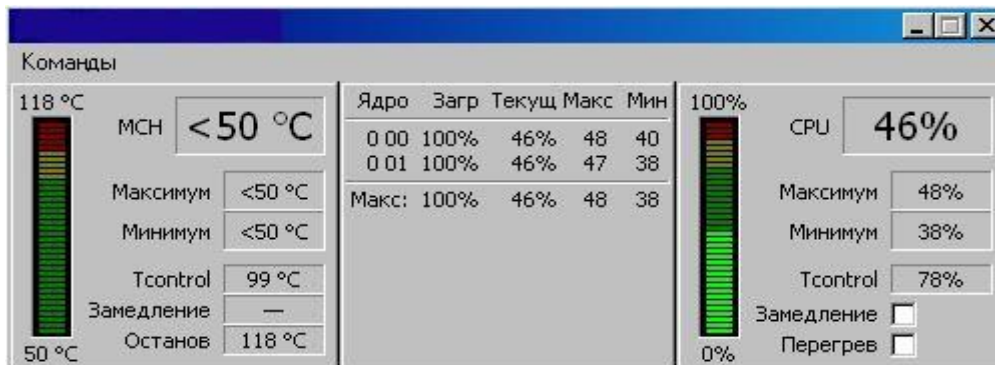 Команды
118 °C
MCH <50 °C
Максимум <50 °C
Минимум <50 °C
Tcontrol 99 °C
Замедление —
Останов 118 °C
50 °C
Ядро Загр Текущ Макс Мин
0 00 100% 46% 48 40
0 01 100% 46% 47 38
Макс: 100% 46% 48 38
100%
CPU 46%
Максимум 48%
Минимум 38%
Tcontrol 78%
Замедление
Перегрев
0%